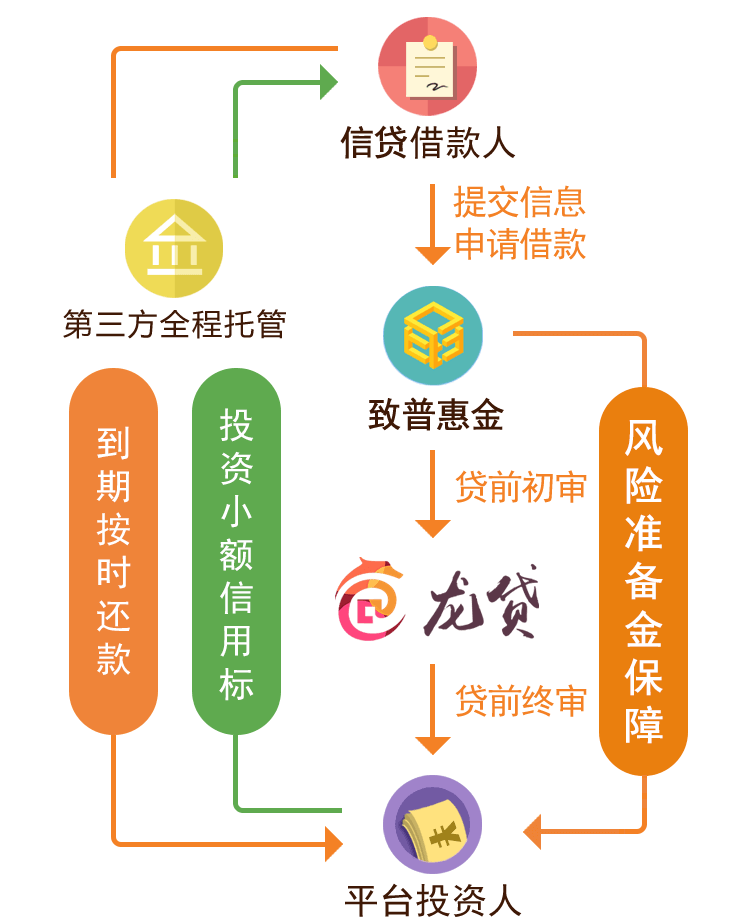 信贷借款人
提交信息
申请借款
第三方全程托管
致普惠金
到期按时还款
投资小额信用标
风险准备金保障
贷前初审
龙贷
贷前终审
平台投资人